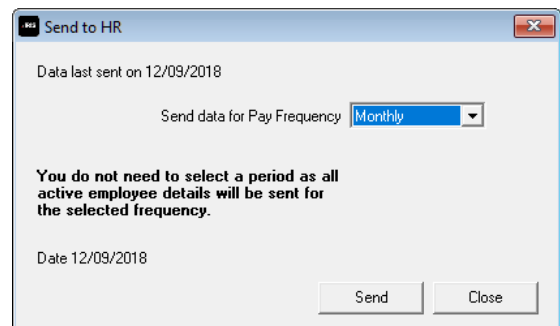 IRIS Send to HR
Data last sent on 12/09/2018
Send data for Pay Frequency Monthly
You do not need to select a period as all
active employee details will be sent for
the selected frequency.
Date 12/09/2018
Send Close